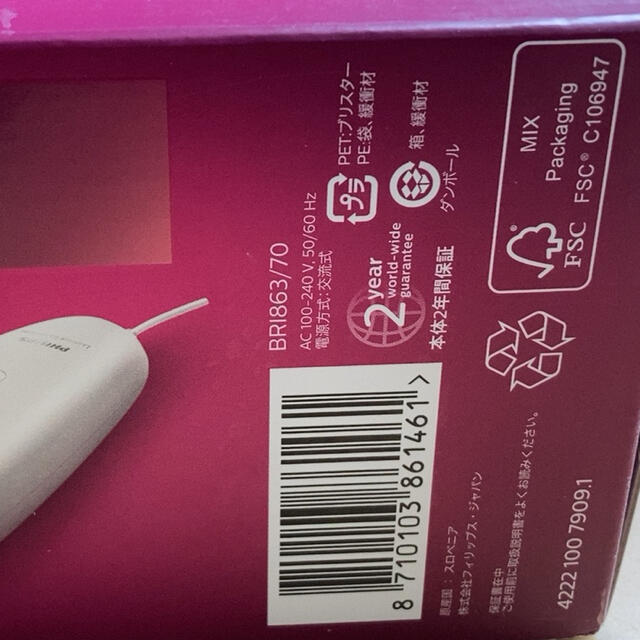 BRI863/70
AC100-240 V, 50/60 Hz
電源方式:交流式
2 year
world-wide
guarantee
本体2年間保証
プラ
PET:ブリスター
PE:袋、緩衝材
箱、緩衝材
ダンボール
MIX
Packaging
FSC® C106947
FSC
PHILIPS
8 710103 861461 >
原産国 : スロベニア
株式会社フィリップス・ジャパン
保証書在中
ご使用前に取扱説明書をよくお読みください。
4222 100 7909.1